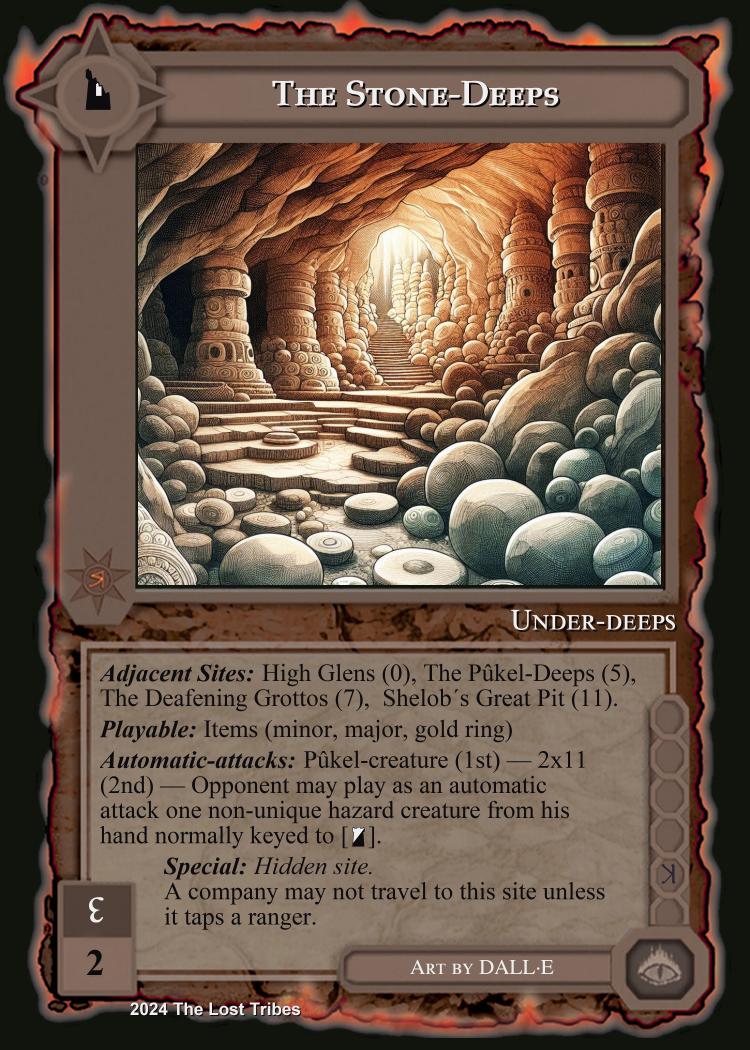 The Stone-Deeps
Under-deeps
Adjacent Sites: High Glens (0), The Pûkel-Deeps (5),
The Deafening Grottos (7), Shelob´s Great Pit (11).
Playable: Items (minor, major, gold ring)
Automatic-attacks: Pûkel-creature (1st) — 2x11
(2nd) — Opponent may play as an automatic
attack one non-unique hazard creature from his
hand normally keyed to [ ].
Special: Hidden site.
A company may not travel to this site unless
it taps a ranger.
2
Art by DALL·E
2024 The Lost Tribes